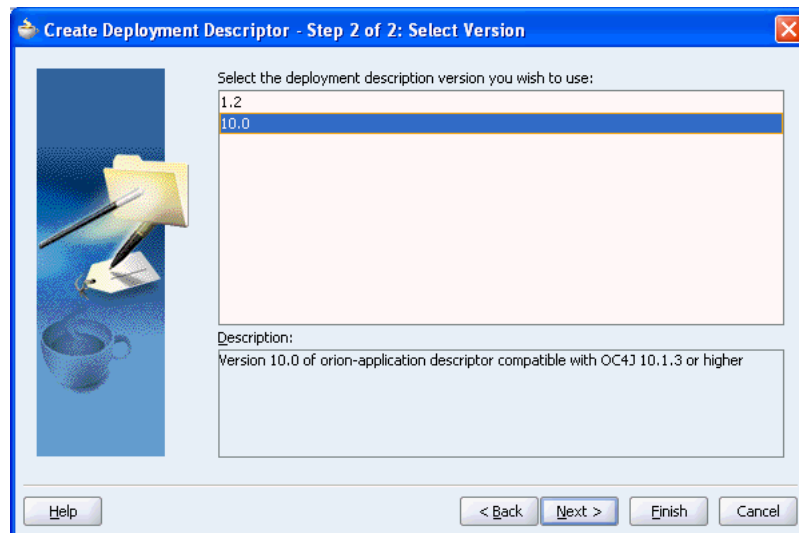 Create Deployment Descriptor - Step 2 of 2: Select Version
Select the deployment description version you wish to use:
1.2
10.0
Description:
Version 10.0 of orion-application descriptor compatible with OC4J 10.1.3 or higher
Help
< Back
Next >
Finish
Cancel